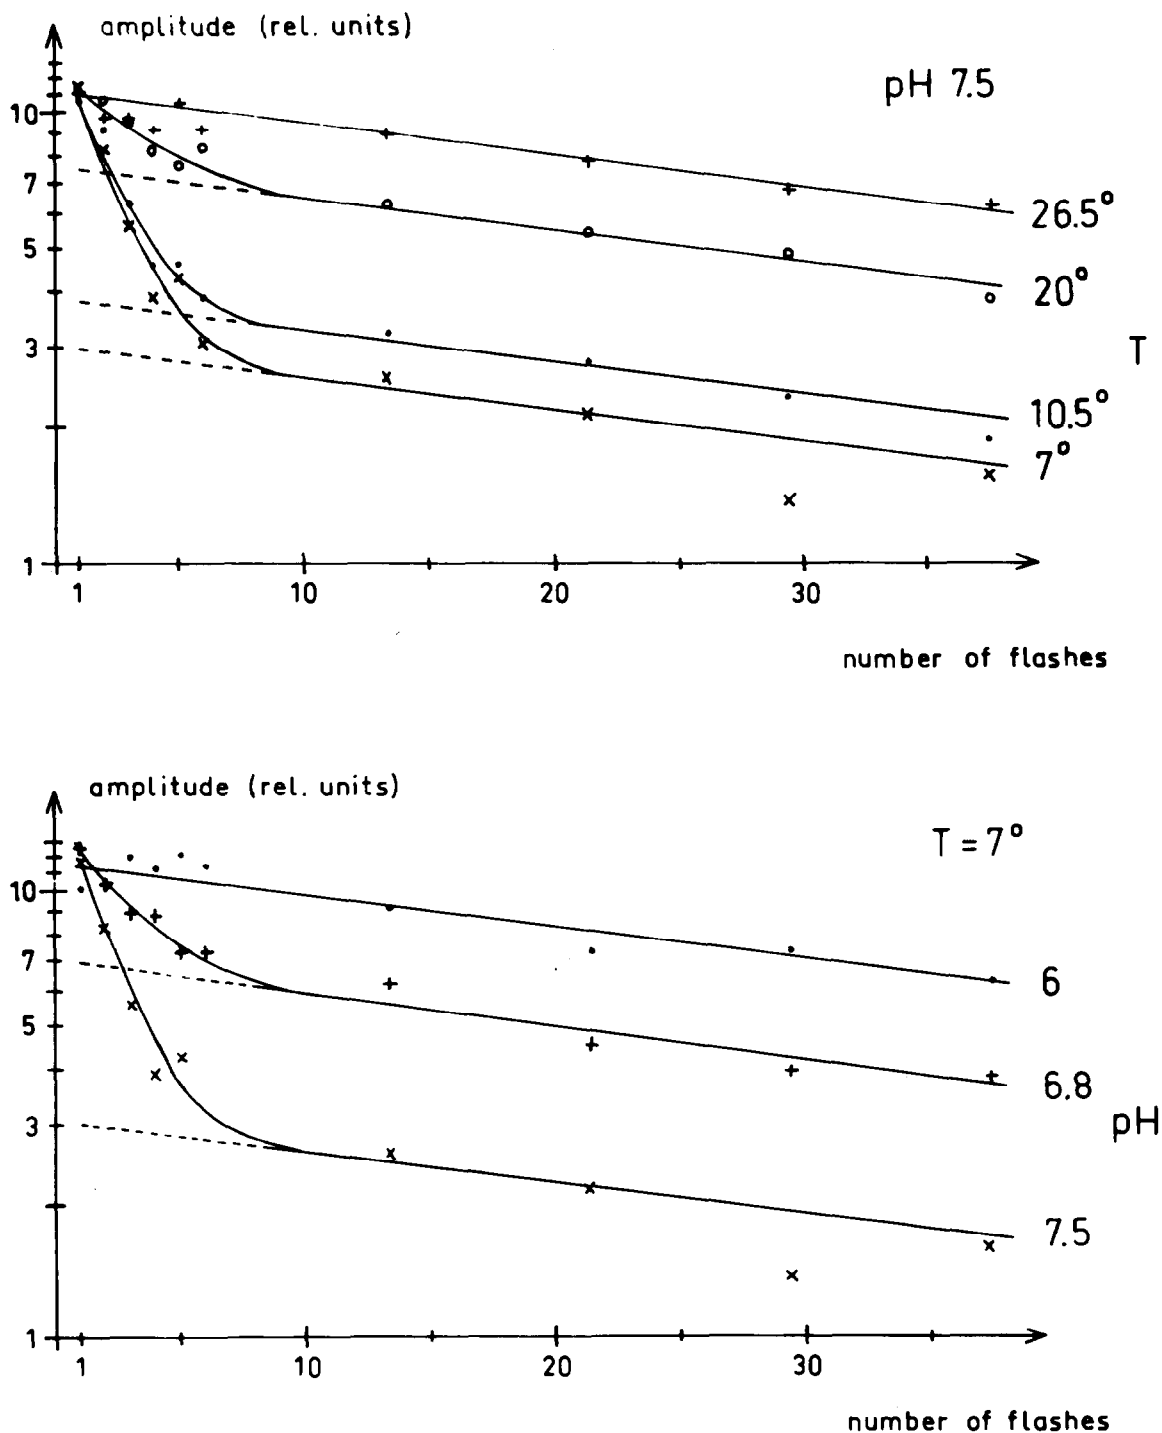 amplitude (rel. units)
pH 7.5
10
7
5
3
1
26.5°
20°
10.5°
7°
T
1 10 20 30
number of flashes
amplitude (rel. units)
T = 7°
10
7
5
3
1
6
6.8
7.5
pH
1 10 20 30
number of flashes